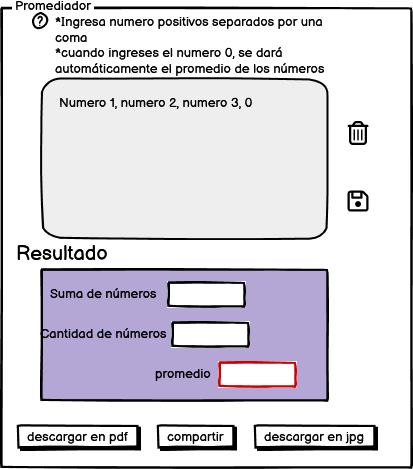 Promediador
*Ingresa numero positivos separados por una
coma
*cuando ingreses el numero 0, se dará
automáticamente el promedio de los números
Numero 1, numero 2, numero 3, 0
Resultado
Suma de números
Cantidad de números
promedio
descargar en pdf
compartir
descargar en jpg